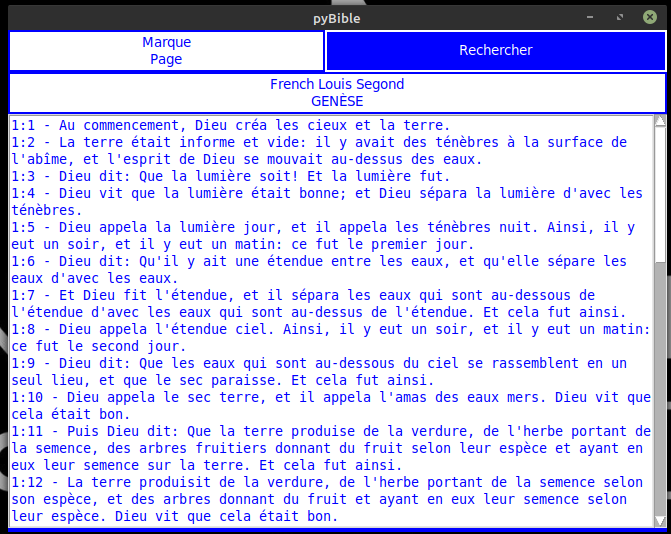 pyBible
Marque
Page
Rechercher
French Louis Segond
GENÈSE
1:1 - Au commencement, Dieu créa les cieux et la terre.
1:2 - La terre était informe et vide: il y avait des ténèbres à la surface de
l'abîme, et l'esprit de Dieu se mouvait au-dessus des eaux.
1:3 - Dieu dit: Que la lumière soit! Et la lumière fut.
1:4 - Dieu vit que la lumière était bonne; et Dieu sépara la lumière d'avec les
ténèbres.
1:5 - Dieu appela la lumière jour, et il appela les ténèbres nuit. Ainsi, il y
eut un soir, et il y eut un matin: ce fut le premier jour.
1:6 - Dieu dit: Qu'il y ait une étendue entre les eaux, et qu'elle sépare les
eaux d'avec les eaux.
1:7 - Et Dieu fit l'étendue, et il sépara les eaux qui sont au-dessous de
l'étendue d'avec les eaux qui sont au-dessus de l'étendue. Et cela fut ainsi.
1:8 - Dieu appela l'étendue ciel. Ainsi, il y eut un soir, et il y eut un matin:
ce fut le second jour.
1:9 - Dieu dit: Que les eaux qui sont au-dessous du ciel se rassemblent en un
seul lieu, et que le sec paraisse. Et cela fut ainsi.
1:10 - Dieu appela le sec terre, et il appela l'amas des eaux mers. Dieu vit que
cela était bon.
1:11 - Puis Dieu dit: Que la terre produise de la verdure, de l'herbe portant de
la semence, des arbres fruitiers donnant du fruit selon leur espèce et ayant en
eux leur semence sur la terre. Et cela fut ainsi.
1:12 - La terre produisit de la verdure, de l'herbe portant de la semence selon
son espèce, et des arbres donnant du fruit et ayant en eux leur semence selon
leur espèce. Dieu vit que cela était bon.